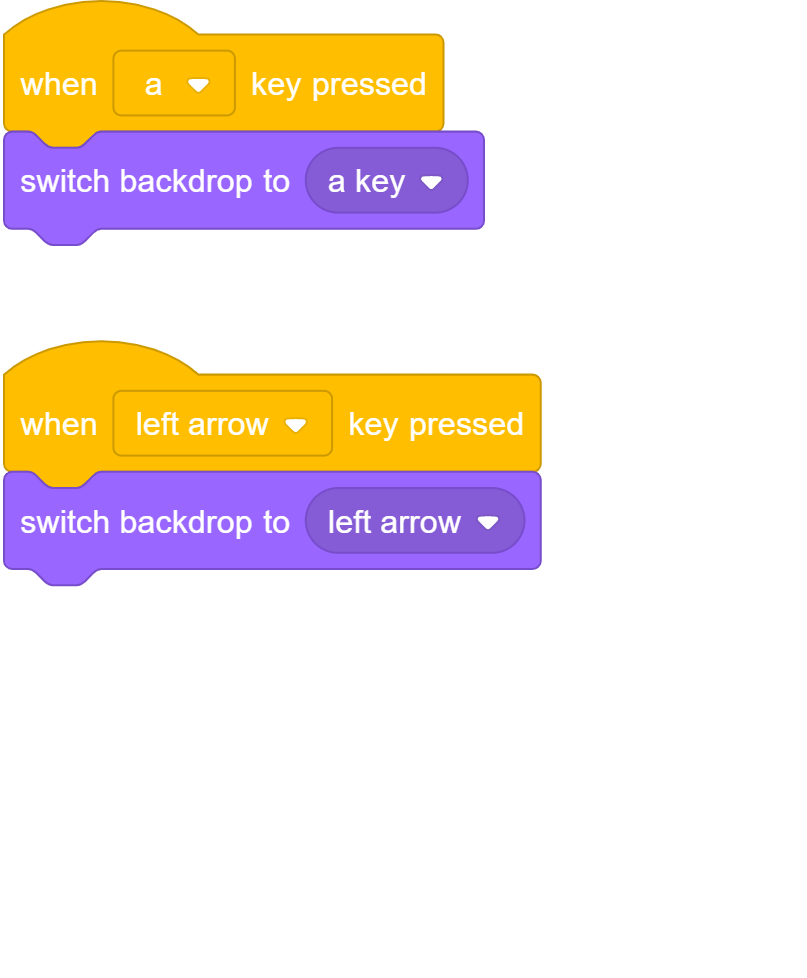 when a key pressed
switch backdrop to a key
when left arrow key pressed
switch backdrop to left arrow